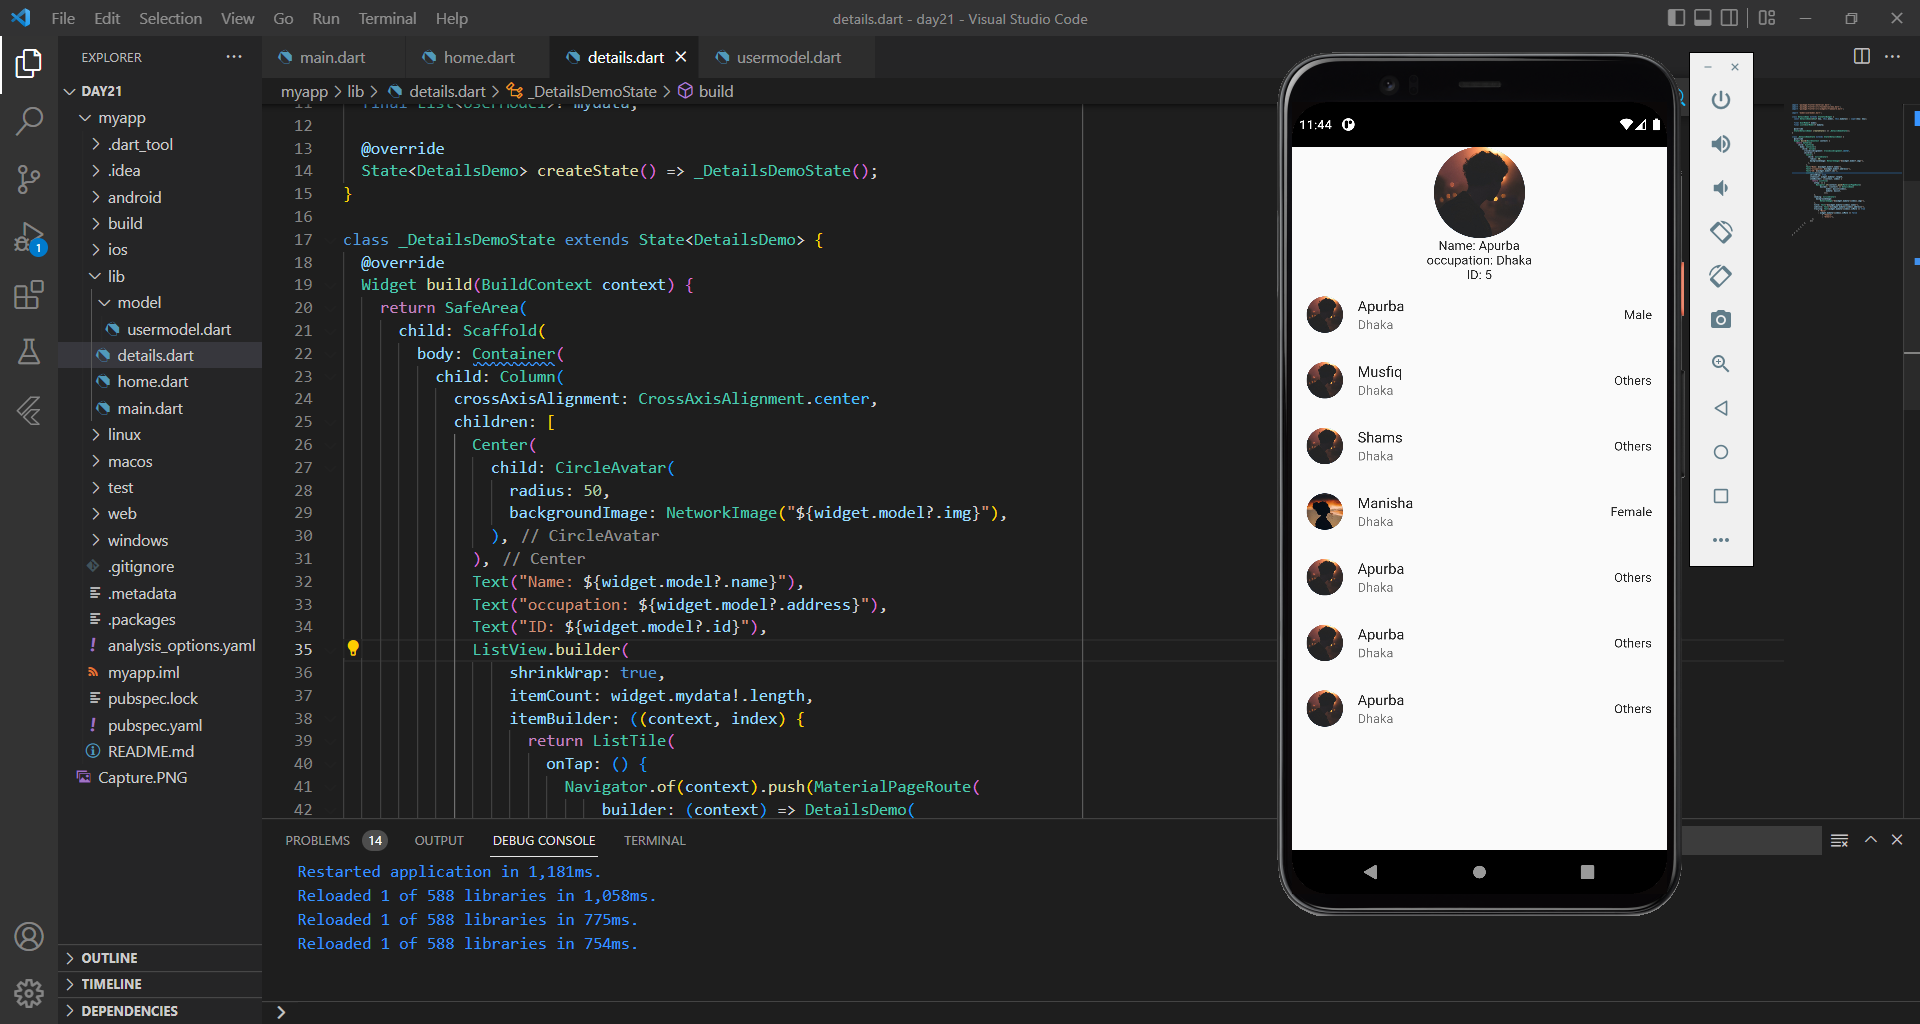 File Edit Selection View Go Run Terminal Help
details.dart - day21 - Visual Studio Code
EXPLORER
DAY21
myapp
.dart_tool
.idea
android
build
ios
lib
model
usermodel.dart
details.dart
home.dart
main.dart
linux
macos
test
web
windows
.gitignore
.metadata
.packages
analysis_options.yaml
myapp.iml
pubspec.lock
pubspec.yaml
README.md
Capture.PNG
OUTLINE
TIMELINE
DEPENDENCIES
1
main.dart home.dart details.dart usermodel.dart
myapp > lib > details.dart > _DetailsDemoState > build
11 final List<UserModel>? mydata;
12
13 @override
14 State<DetailsDemo> createState() => _DetailsDemoState();
15 }
16
17 class _DetailsDemoState extends State<DetailsDemo> {
18 @override
19 Widget build(BuildContext context) {
20 return SafeArea(
21 child: Scaffold(
22 body: Container(
23 child: Column(
24 crossAxisAlignment: CrossAxisAlignment.center,
25 children: [
26 Center(
27 child: CircleAvatar(
28 radius: 50,
29 backgroundImage: NetworkImage("${widget.model?.img}"),
30 ), // CircleAvatar
31 ), // Center
32 Text("Name: ${widget.model?.name}"),
33 Text("occupation: ${widget.model?.address}"),
34 Text("ID: ${widget.model?.id}"),
35 ListView.builder(
36 shrinkWrap: true,
37 itemCount: widget.mydata!.length,
38 itemBuilder: ((context, index) {
39 return ListTile(
40 onTap: () {
41 Navigator.of(context).push(MaterialPageRoute(
42 builder: (context) => DetailsDemo(
PROBLEMS 14 OUTPUT DEBUG CONSOLE TERMINAL
Restarted application in 1,181ms.
Reloaded 1 of 588 libraries in 1,058ms.
Reloaded 1 of 588 libraries in 775ms.
Reloaded 1 of 588 libraries in 754ms.
11:44
Name: Apurba
occupation: Dhaka
ID: 5
Apurba
Dhaka
Male
Musfiq
Dhaka
Others
Shams
Dhaka
Others
Manisha
Dhaka
Female
Apurba
Dhaka
Others
Apurba
Dhaka
Others
Apurba
Dhaka
Others